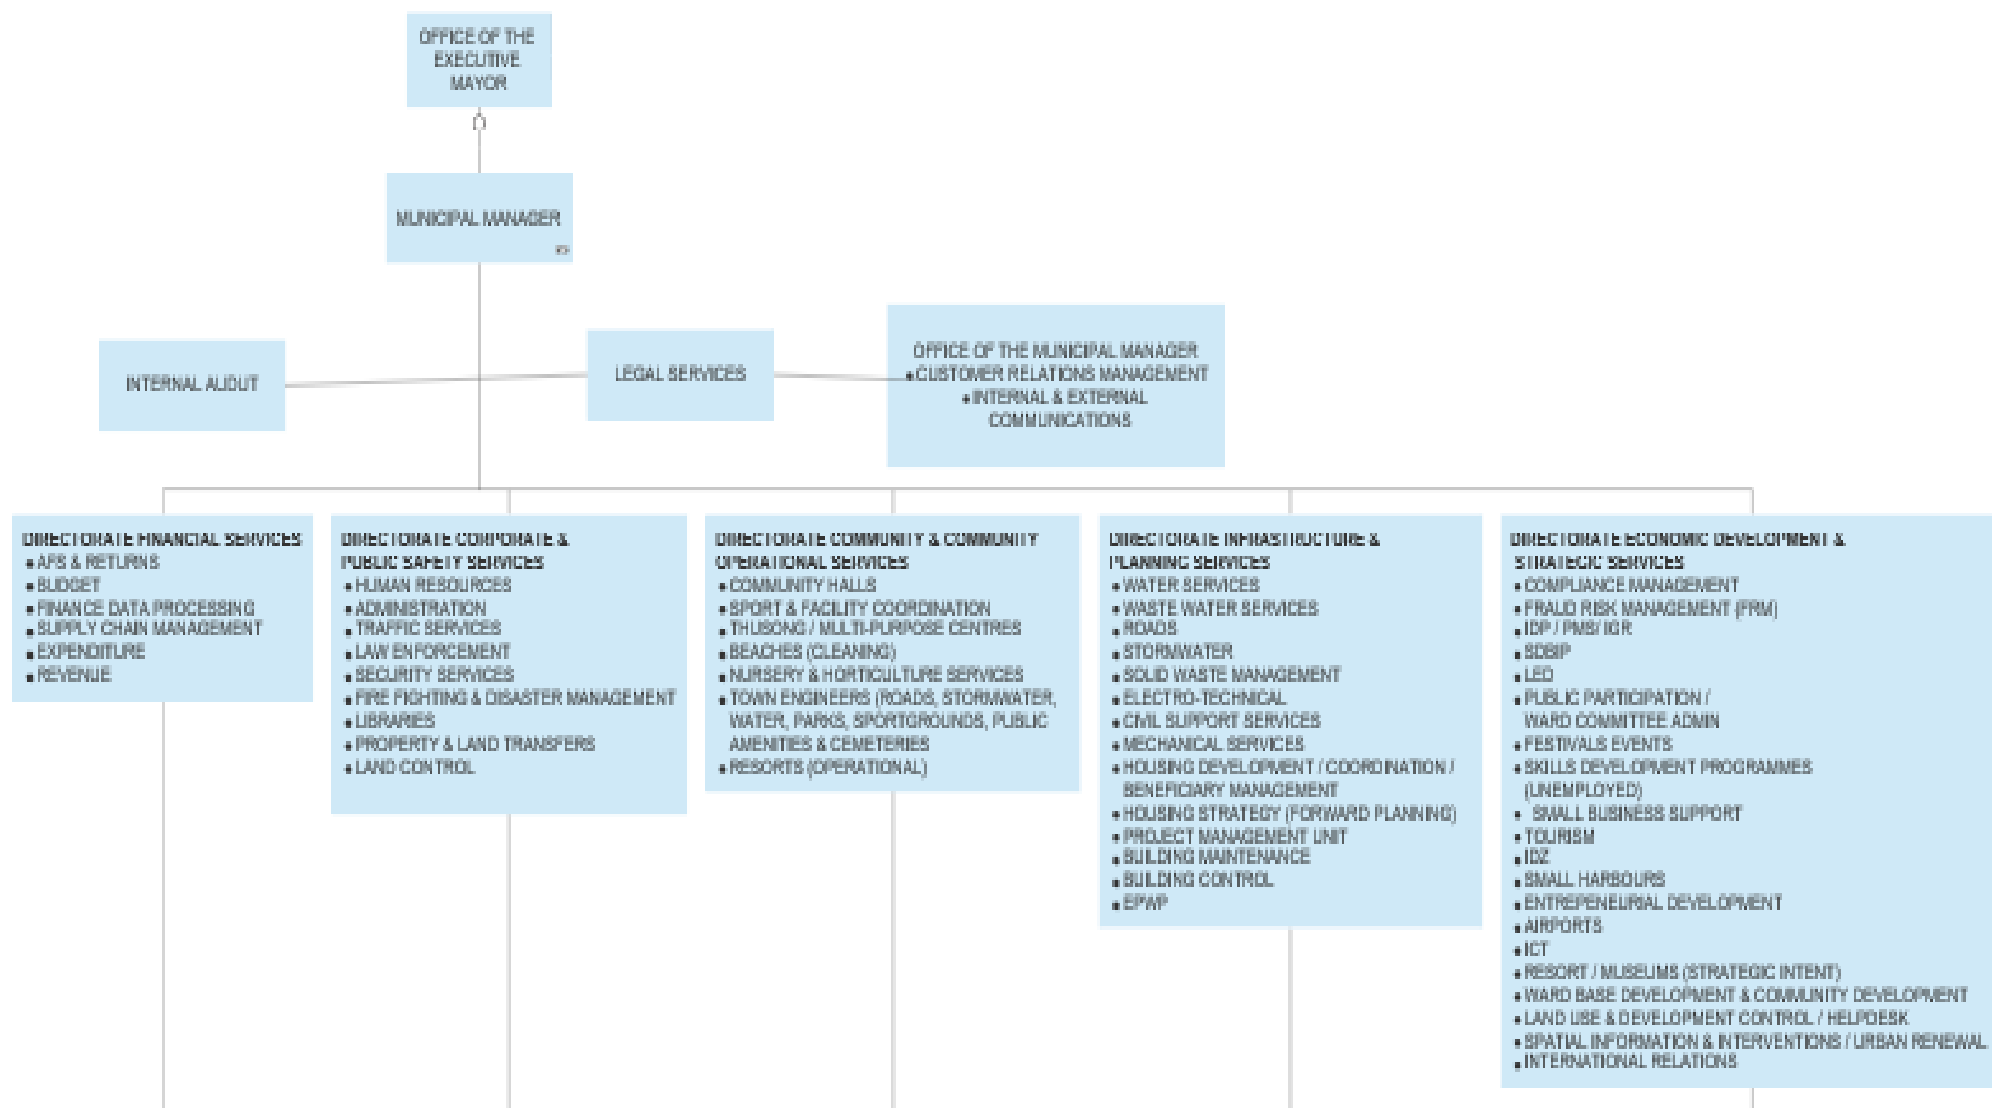 OFFICE OF THE
EXECUTIVE
MAYOR
MUNICIPAL MANAGER
INTERNAL AUDUT
LEGAL SERVICES
OFFICE OF THE MUNICIPAL MANAGER
•CUSTOMER RELATIONS MANAGEMENT
•INTERNAL & EXTERNAL
COMMUNICATIONS
DIRECTORATE FINANCIAL SERVICES
•AFS & RETURNS
•BUDGET
•FINANCE DATA PROCESSING
•SUPPLY CHAIN MANAGEMENT
•EXPENDITURE
•REVENUE
DIRECTORATE CORPORATE &
PUBLIC SAFETY SERVICES
•HUMAN RESOURCES
•ADMINISTRATION
•TRAFFIC SERVICES
•LAW ENFORCEMENT
•SECURITY SERVICES
•FIRE FIGHTING & DISASTER MANAGEMENT
•LIBRARIES
•PROPERTY & LAND TRANSFERS
•LAND CONTROL
DIRECTORATE COMMUNITY & COMMUNITY
OPERATIONAL SERVICES
•COMMUNITY HALLS
•SPORT & FACILITY COORDINATION
•THUSONG / MULTI-PURPOSE CENTRES
•BEACHES (CLEANING)
•NURSERY & HORTICULTURE SERVICES
•TOWN ENGINEERS (ROADS, STORMWATER,
WATER, PARKS, SPORTGROUNDS, PUBLIC
AMENITIES & CEMETERIES
•RESORTS (OPERATIONAL)
DIRECTORATE INFRASTRUCTURE &
PLANNING SERVICES
•WATER SERVICES
•WASTE WATER SERVICES
•ROADS
•STORMWATER
•SOLID WASTE MANAGEMENT
•ELECTRO-TECHNICAL
•CIVIL SUPPORT SERVICES
•MECHANICAL SERVICES
•HOUSING DEVELOPMENT / COORDINATION /
BENEFICIARY MANAGEMENT
•HOUSING STRATEGY (FORWARD PLANNING)
•PROJECT MANAGEMENT UNIT
•BUILDING MAINTENANCE
•BUILDING CONTROL
•EPWP
DIRECTORATE ECONOMIC DEVELOPMENT &
STRATEGIC SERVICES
•COMPLIANCE MANAGEMENT
•FRAUD RISK MANAGEMENT (FRM)
•IDP / PMS/ IGR
•SDBIP
•LED
•PUBLIC PARTICIPATION /
WARD COMMITTEE ADMIN
•FESTIVALS EVENTS
•SKILLS DEVELOPMENT PROGRAMMES
(UNEMPLOYED)
• SMALL BUSINESS SUPPORT
•TOURISM
•IDZ
•SMALL HARBOURS
•ENTREPENEURIAL DEVELOPMENT
•AIRPORTS
•ICT
•RESORT / MUSEUMS (STRATEGIC INTENT)
•WARD BASE DEVELOPMENT & COMMUNITY DEVELOPMENT
•LAND USE & DEVELOPMENT CONTROL / HELPDESK
•SPATIAL INFORMATION & INTERVENTIONS / URBAN RENEWAL
•INTERNATIONAL RELATIONS